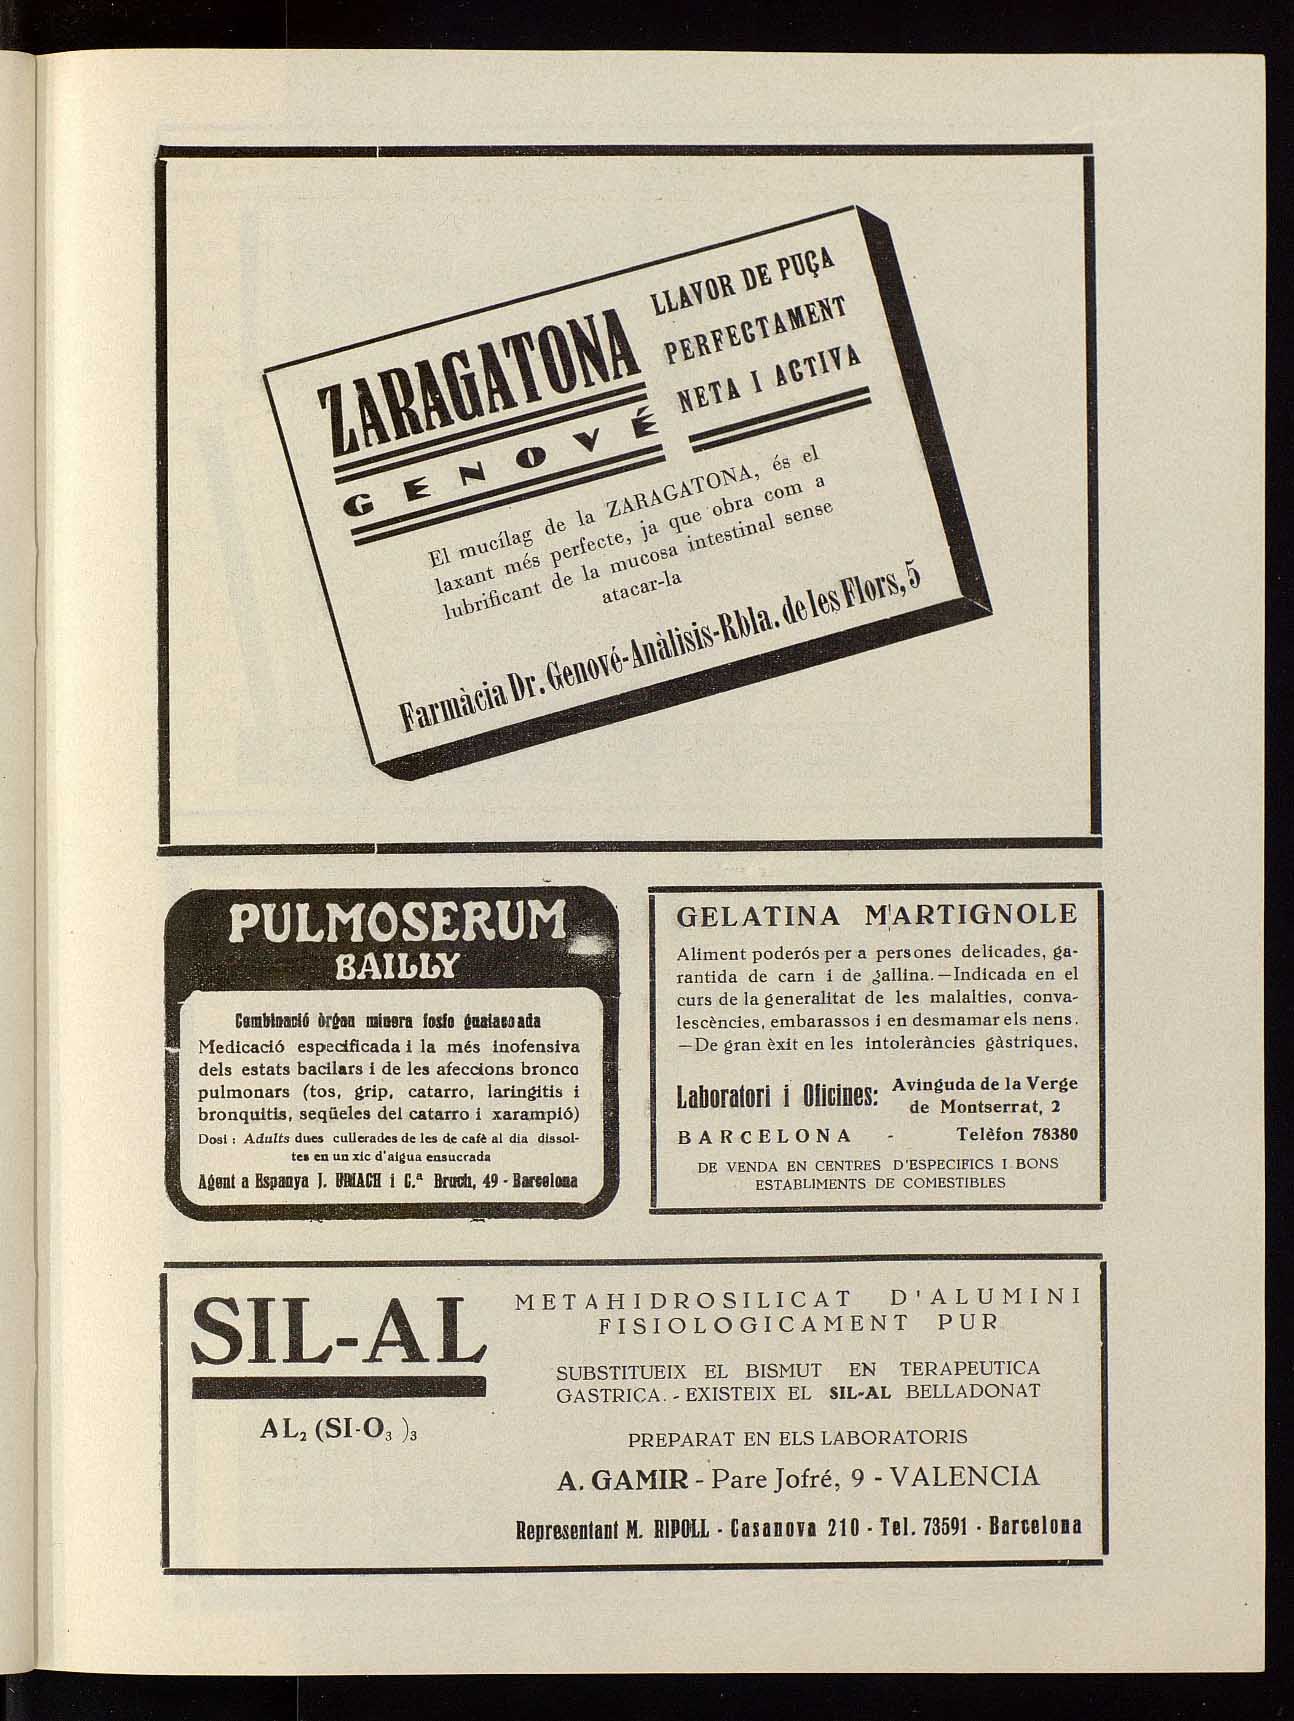 ZARAGATONA
GENOVÉ
LLAVOR DE PUÇA
PERFECTAMENT
NETA I ACTIVA
El mucílag de la ZARAGATONA, és el
laxant més perfecte, ja que obra com a
lubrificant de la mucosa intestinal sense
atacar-la
Farmàcia Dr. Genové-Anàlisis-Rbla. de les Flors, 5
PULMOSERUM
BAILLY
Combinació òrgan minera fosfo guaiacoada
Medicació especificada i la més inofensiva
dels estats bacilars i de les afeccions bronco
pulmonars (tos, grip, catarro, laringitis i
bronquitis, seqüeles del catarro i xarampió)
Dosi : Adults dues cullerades de les de cafè al dia dissol-
tes en un xic d'aigua ensucrada
Agent a Espanya J. URIACH i C.ª Bruch, 49 - Barcelona
GELATINA MARTIGNOLE
Aliment poderós per a persones delicades, ga-
rantida de carn i de gallina.—Indicada en el
curs de la generalitat de les malalties, conva-
lescències, embarassos i en desmamar els nens.
—De gran èxit en les intoleràncies gàstriques.
Laboratori i Oficines: Avinguda de la Verge
de Montserrat, 2
BARCELONA - Telèfon 78380
DE VENDA EN CENTRES D'ESPECIFICS I BONS
ESTABLIMENTS DE COMESTIBLES
SIL-AL
AL₂ (SI-O₃ )₃
METAHIDROSILICAT D'ALUMINI
FISIOLOGICAMENT PUR
SUBSTITUEIX EL BISMUT EN TERAPEUTICA
GASTRICA. - EXISTEIX EL SIL-AL BELLADONAT
PREPARAT EN ELS LABORATORIS
A. GAMIR - Pare Jofré, 9 - VALENCIA
Representant M. RIPOLL - Casanova 210 - Tel. 73591 - Barcelona